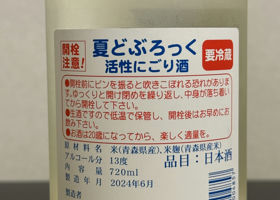 開栓
注意!
夏どぶろっく
活性にごり酒
要冷蔵
●開栓前にビンを振ると吹きこぼれる恐れがありま
す。ゆっくりと開け閉めを繰り返し、中身が落ち着い
てから開栓して下さい。
●生酒ですので低温で保管し、開栓後はお早めに
お飲み下さい。
●お酒は20歳になってから、楽しく適量を。
原材料名 米(青森県産)、米麹(青森県産米)
アルコール分 13度
品目:日本酒
内容量 720ml
製造年月 2024年6月
製造者